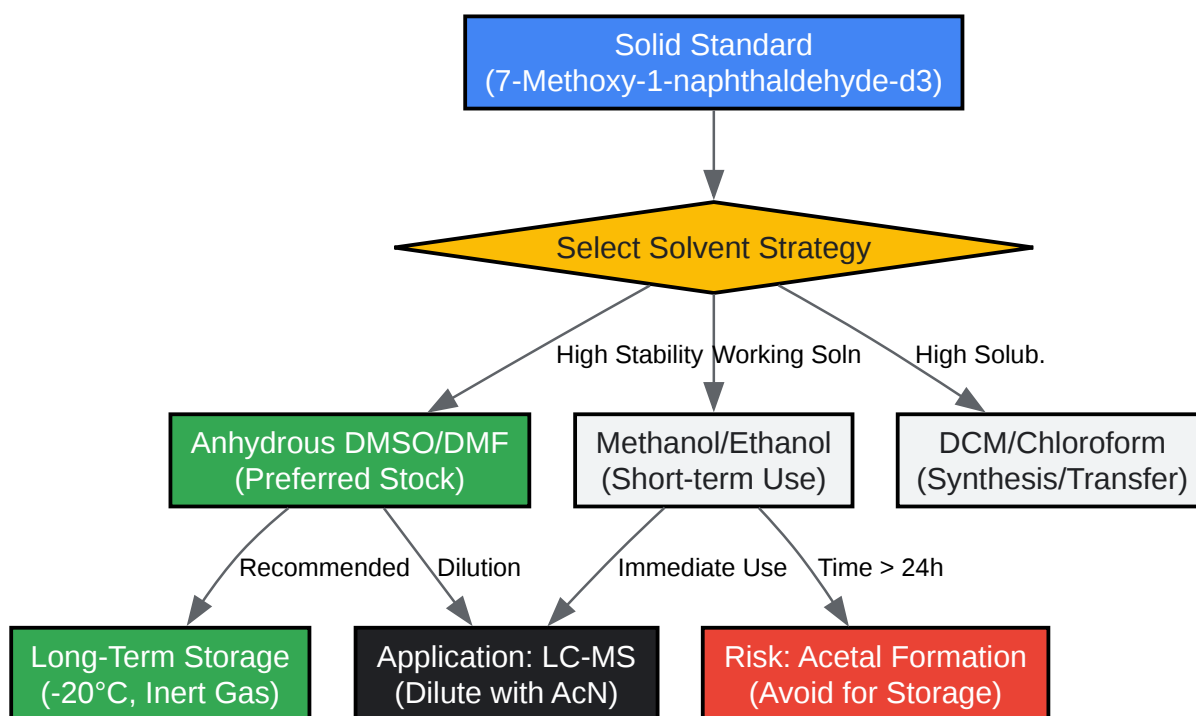 Solid Standard
(7-Methoxy-1-naphthaldehyde-d3)
Select Solvent Strategy
High Stability
Working Soln
High Solub.
Anhydrous DMSO/DMF
(Preferred Stock)
Methanol/Ethanol
(Short-term Use)
DCM/Chloroform
(Synthesis/Transfer)
Recommended
Dilution
Immediate Use
Time > 24h
Long-Term Storage
(-20°C, Inert Gas)
Application: LC-MS
(Dilute with AcN)
Risk: Acetal Formation
(Avoid for Storage)